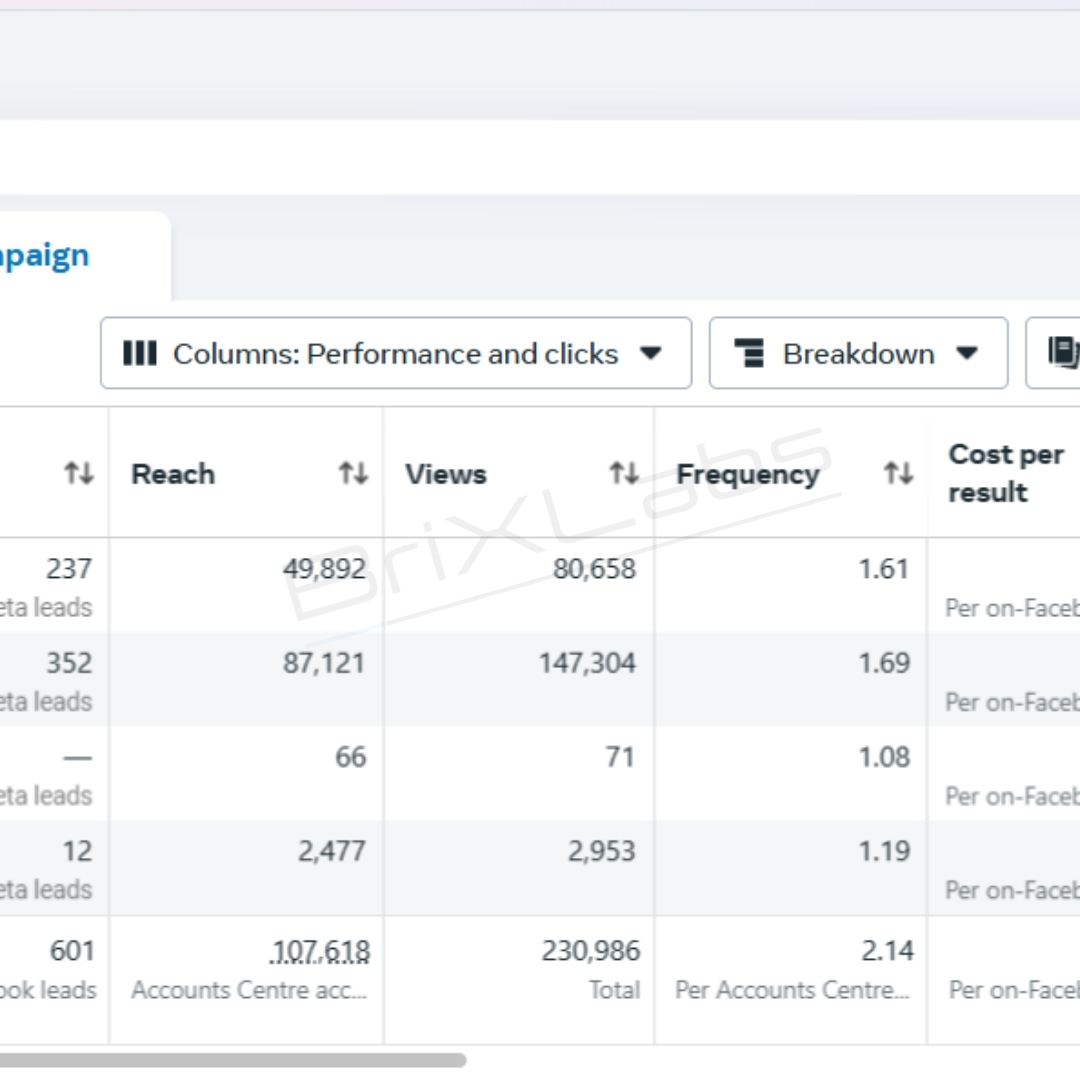 mpaign
Columns: Performance and clicks
Breakdown
Reach
Views
Frequency
Cost per
result
BriXLabs
237
49,892
80,658
1.61
eta leads
Per on-Faceb
352
87,121
147,304
1.69
eta leads
Per on-Faceb
—
66
71
1.08
eta leads
Per on-Faceb
12
2,477
2,953
1.19
eta leads
Per on-Faceb
601
107,618
230,986
2.14
ook leads
Accounts Centre acc...
Total
Per Accounts Centre...
Per on-Faceb